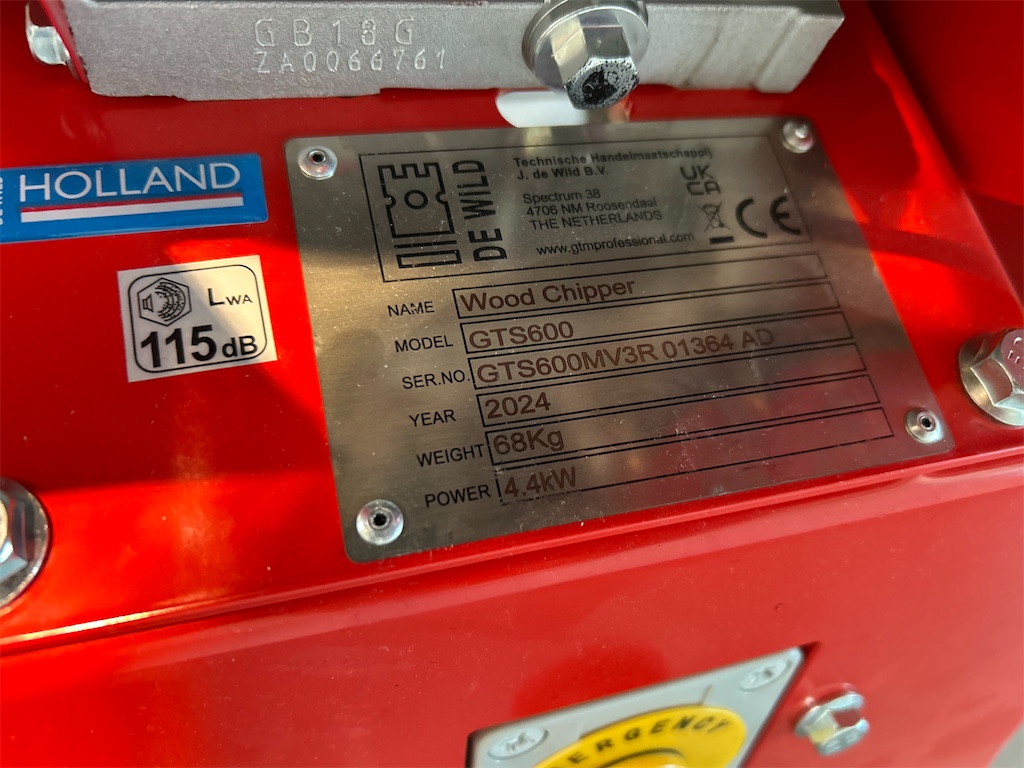 GB18G
ZA0066761
HOLLAND
LWA
115dB
DE WILD
Technische Handelmaatschappij
J. de Wild B.V.
Spectrum 38
4706 NM Roosendaal
THE NETHERLANDS
www.gtmprofessional.com
UK
CA
CE
NAME Wood Chipper
MODEL GTS600
SER.NO. GTS600MV3R 01364 AD
YEAR 2024
WEIGHT 68Kg
POWER 4.4kW
EMERGENCY